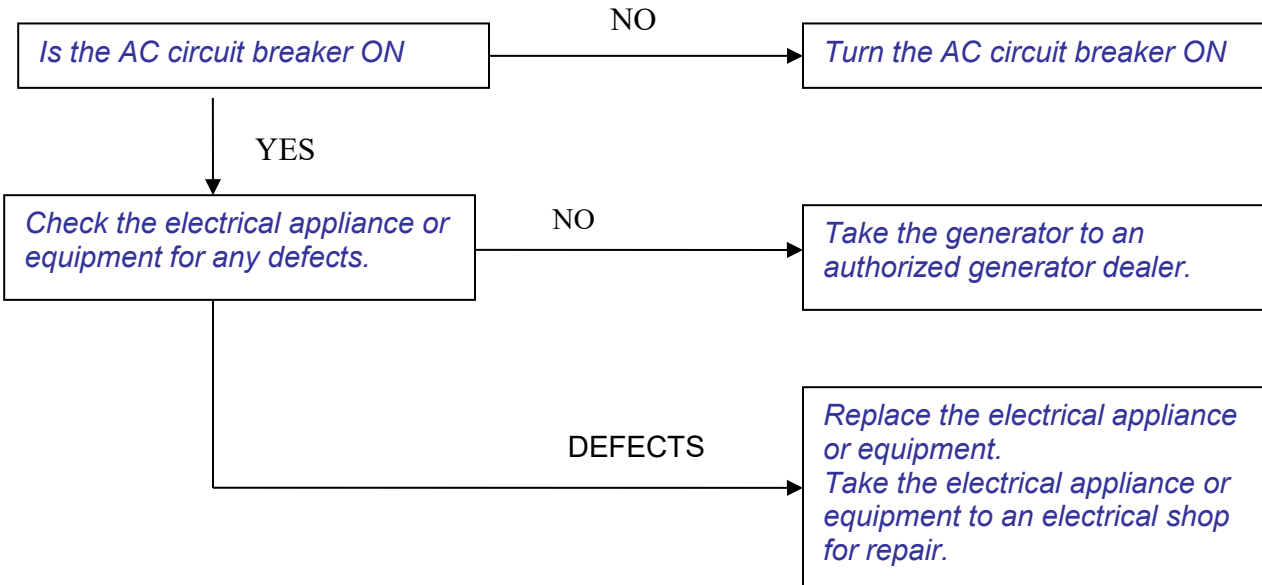 NO
Is the AC circuit breaker ON
Turn the AC circuit breaker ON
YES
Check the electrical appliance or
equipment for any defects.
NO
Take the generator to an
authorized generator dealer.
DEFECTS
Replace the electrical appliance
or equipment.
Take the electrical appliance or
equipment to an electrical shop
for repair.